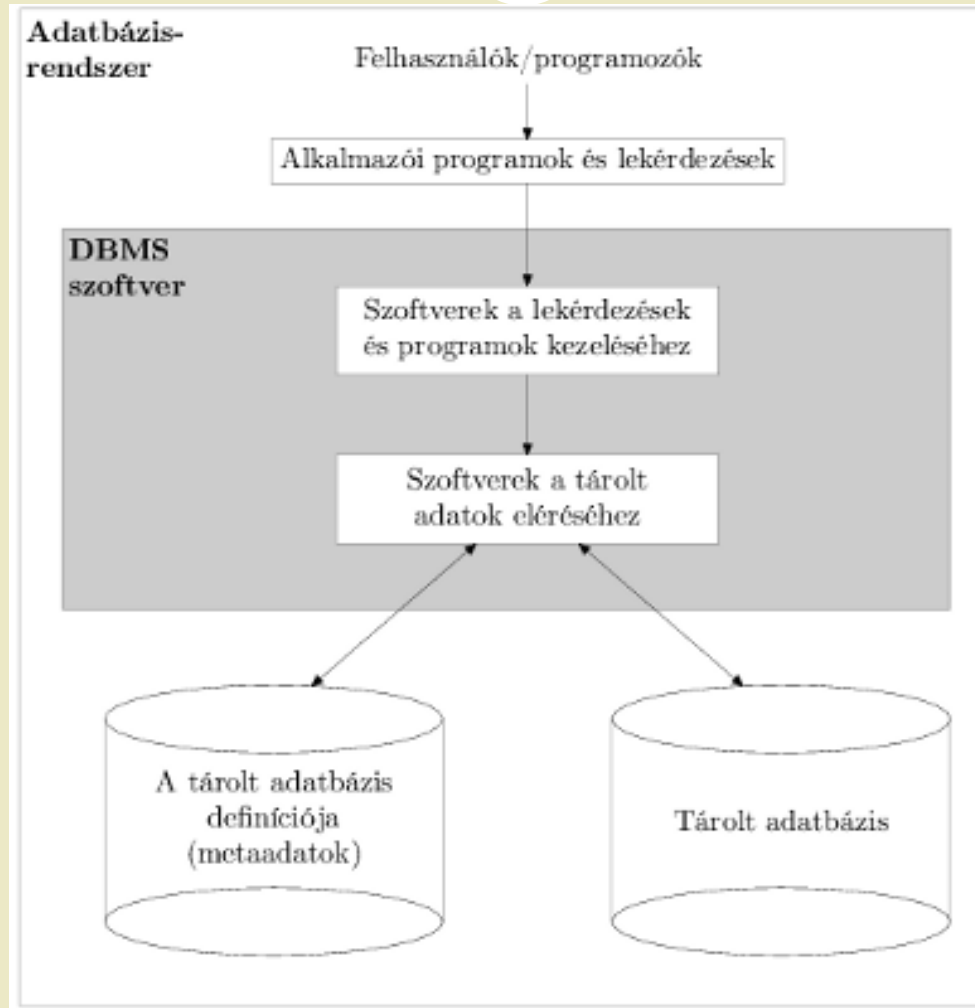 Adatbázis-
rendszer
Felhasználók/programozók
Alkalmazói programok és lekérdezések
DBMS
szoftver
Szoftverek a lekérdezések
és programok kezeléséhez
Szoftverek a tárolt
adatok eléréséhez
A tárolt adatbázis
definíciója
(metaadatok)
Tárolt adatbázis